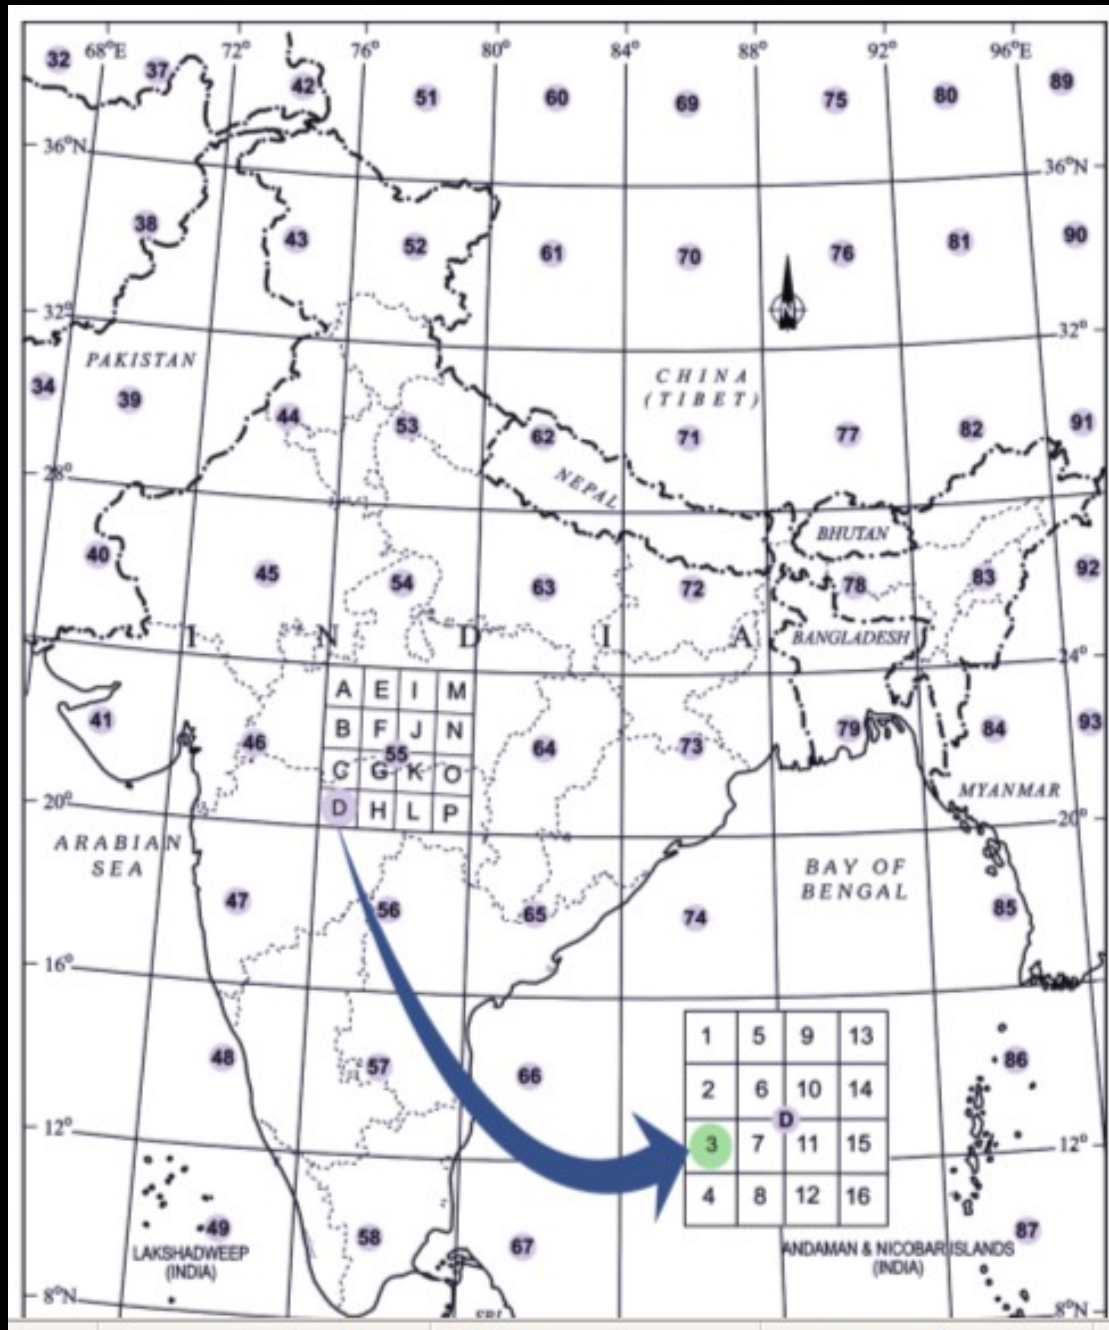 68°E 72° 76° 80° 84° 88° 92° 96°E
32 37 42 51 60 69 75 80 89
36°N 36°N
38 43 52 61 70 76 81 90
N
32° 32°
PAKISTAN
CHINA
(TIBET)
34 39 44 53 62 71 77 82 91
28°
NEPAL
BHUTAN
40 45 54 63 72 78 83 92
I N D I A
BANGLADESH
24°
A E I M
B F J N
55
C G K O
D H L P
41 46 64 73 79 84 93
MYANMAR
20° 20°
ARABIAN
SEA
BAY OF
BENGAL
47 56 65 74 85
16°
1 5 9 13
2 6 10 14
D
3 7 11 15
4 8 12 16
48 57 66 86
12° 12°
49 58 67 87
LAKSHADWEEP
(INDIA)
ANDAMAN & NICOBAR ISLANDS
(INDIA)
8°N 8°N